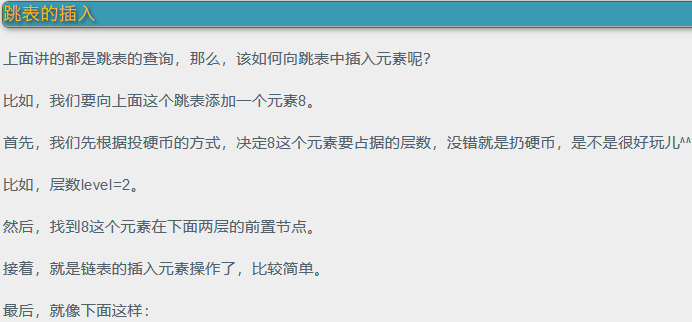 跳表的插入
上面讲的都是跳表的查询，那么，该如何向跳表中插入元素呢？
比如，我们要向上面这个跳表添加一个元素8。
首先，我们先根据投硬币的方式，决定8这个元素要占据的层数，没错就是扔硬币，是不是很好玩儿^^
比如，层数level=2。
然后，找到8这个元素在下面两层的前置节点。
接着，就是链表的插入元素操作了，比较简单。
最后，就像下面这样：